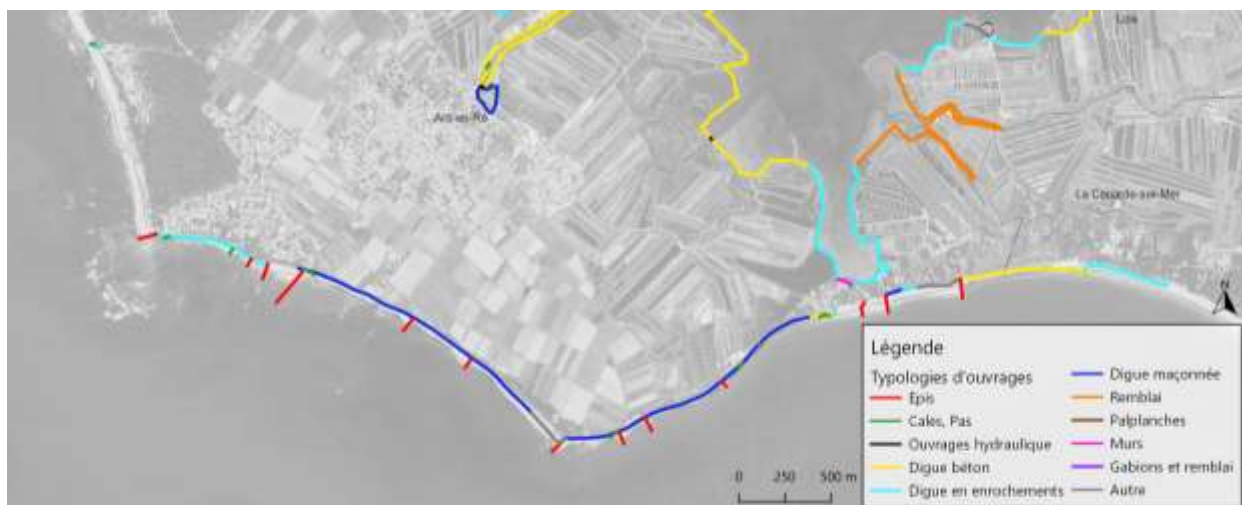 Loix
Ars-en-Ré
La Couarde-sur-Mer
N
Légende
Typologies d'ouvrages
Epis
Cales, Pas
Ouvrages hydraulique
Digue béton
Digue en enrochements
Digue maçonnée
Remblai
Palplanches
Murs
Gabions et remblai
Autre
0 250 500 m